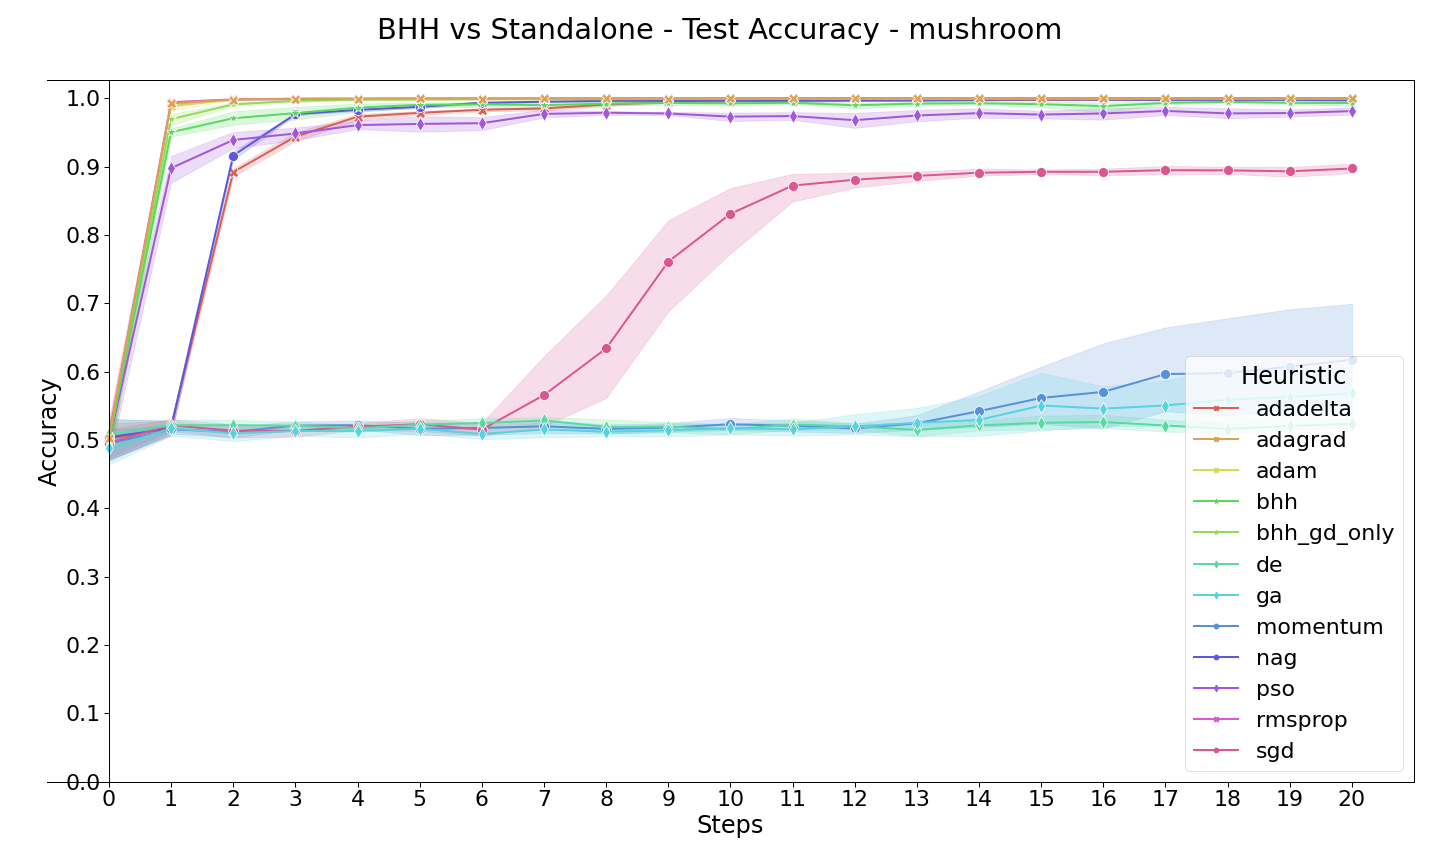 BHH vs Standalone - Test Accuracy - mushroom
Accuracy
1.0
0.9
0.8
0.7
0.6
0.5
0.4
0.3
0.2
0.1
0.0
0 1 2 3 4 5 6 7 8 9 10 11 12 13 14 15 16 17 18 19 20
Steps
Heuristic
adadelta
adagrad
adam
bhh
bhh_gd_only
de
ga
momentum
nag
pso
rmsprop
sgd